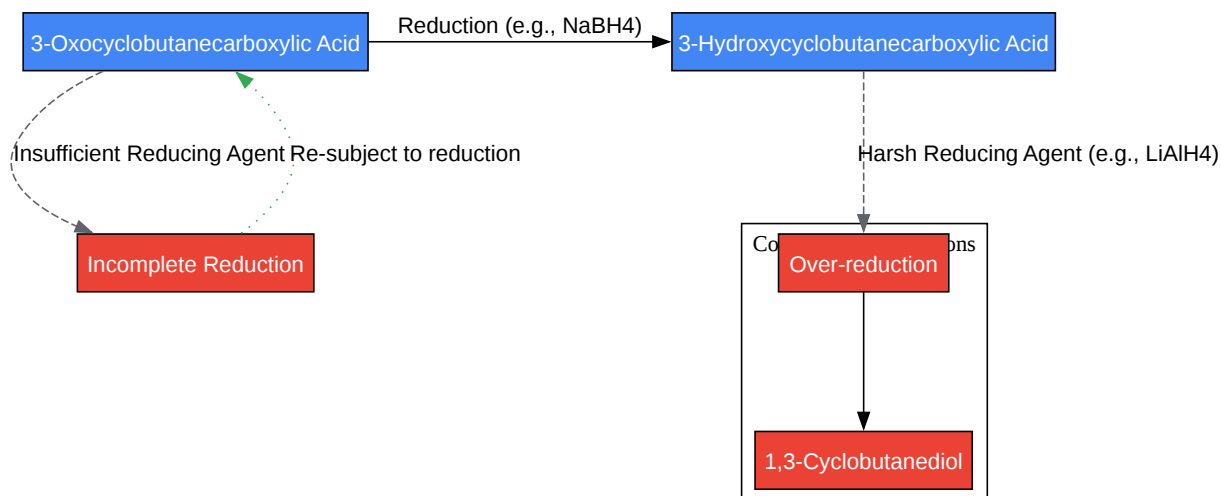 Reduction (e.g., NaBH4)
3-Oxocyclobutanecarboxylic Acid
3-Hydroxycyclobutanecarboxylic Acid
Insufficient Reducing Agent
Re-subject to reduction
Harsh Reducing Agent (e.g., LiAlH4)
Incomplete Reduction
Over-reduction
1,3-Cyclobutanediol